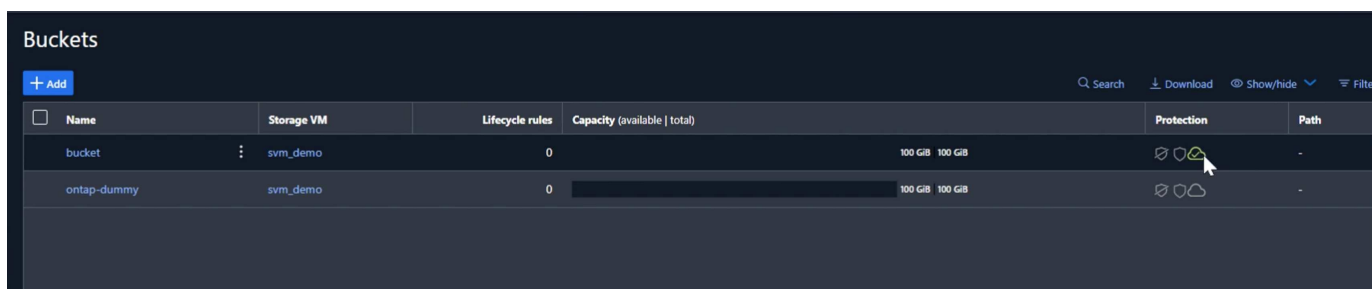 Buckets
+ Add Search Download Show/hide Filte
Name Storage VM Lifecycle rules Capacity (available | total) Protection Path
bucket svm_demo 0 100 GiB 100 GiB -
ontap-dummy svm_demo 0 100 GiB 100 GiB -